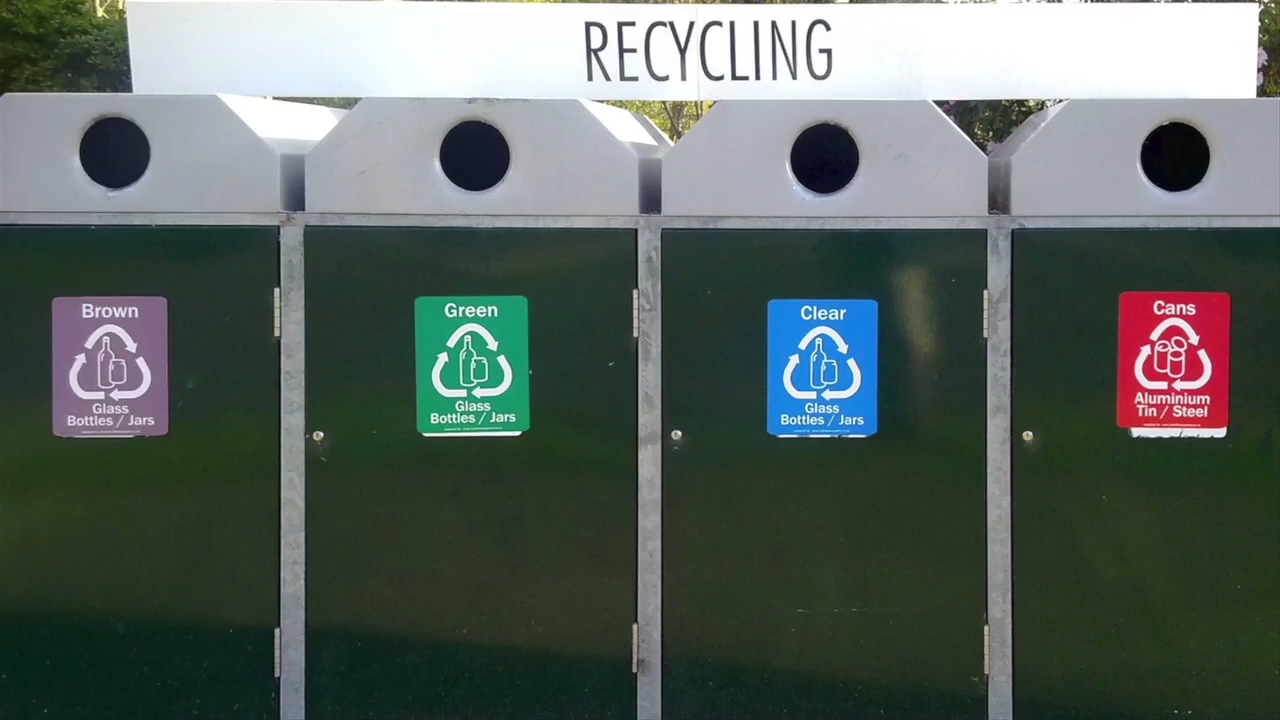 RECYCLING
Brown
Glass
Bottles / Jars
Green
Glass
Bottles / Jars
Clear
Glass
Bottles / Jars
Cans
Aluminium
Tin / Steel